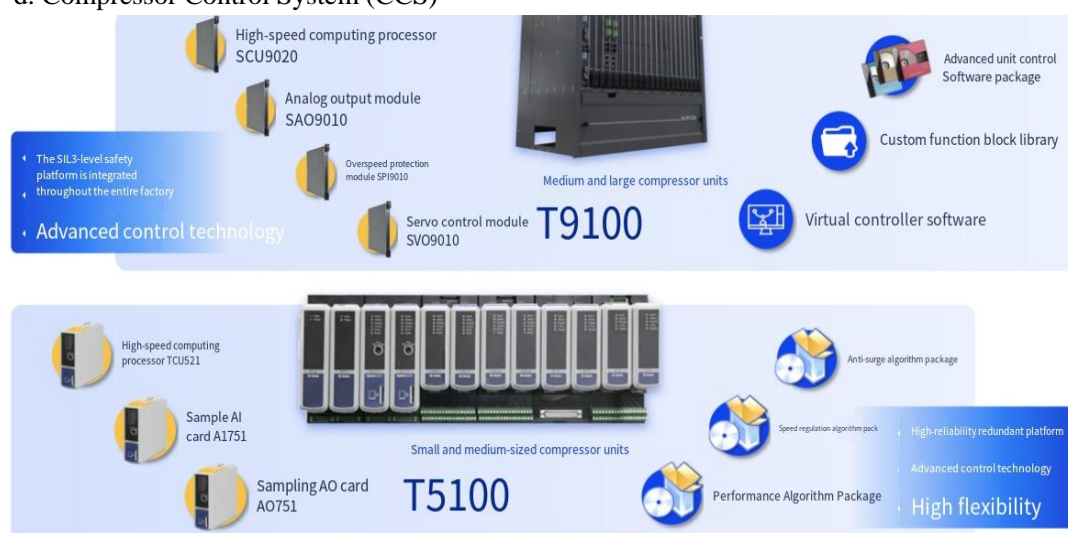 d. Compressor Control System (CCS)
High-speed computing processor
SCU9020
Analog output module
SAO9010
Overspeed protection
module SPI9010
Servo control module
SVO9010
The SIL3-level safety
platform is integrated
throughout the entire factory
Advanced control technology
Medium and large compressor units
T9100
Advanced unit control
Software package
Custom function block library
Virtual controller software
High-speed computing
processor TCU521
Sample AI
card A1751
Sampling AO card
AO751
Small and medium-sized compressor units
T5100
Anti-surge algorithm package
Speed regulation algorithm pack
Performance Algorithm Package
High-reliability redundant platform
Advanced control technology
High flexibility